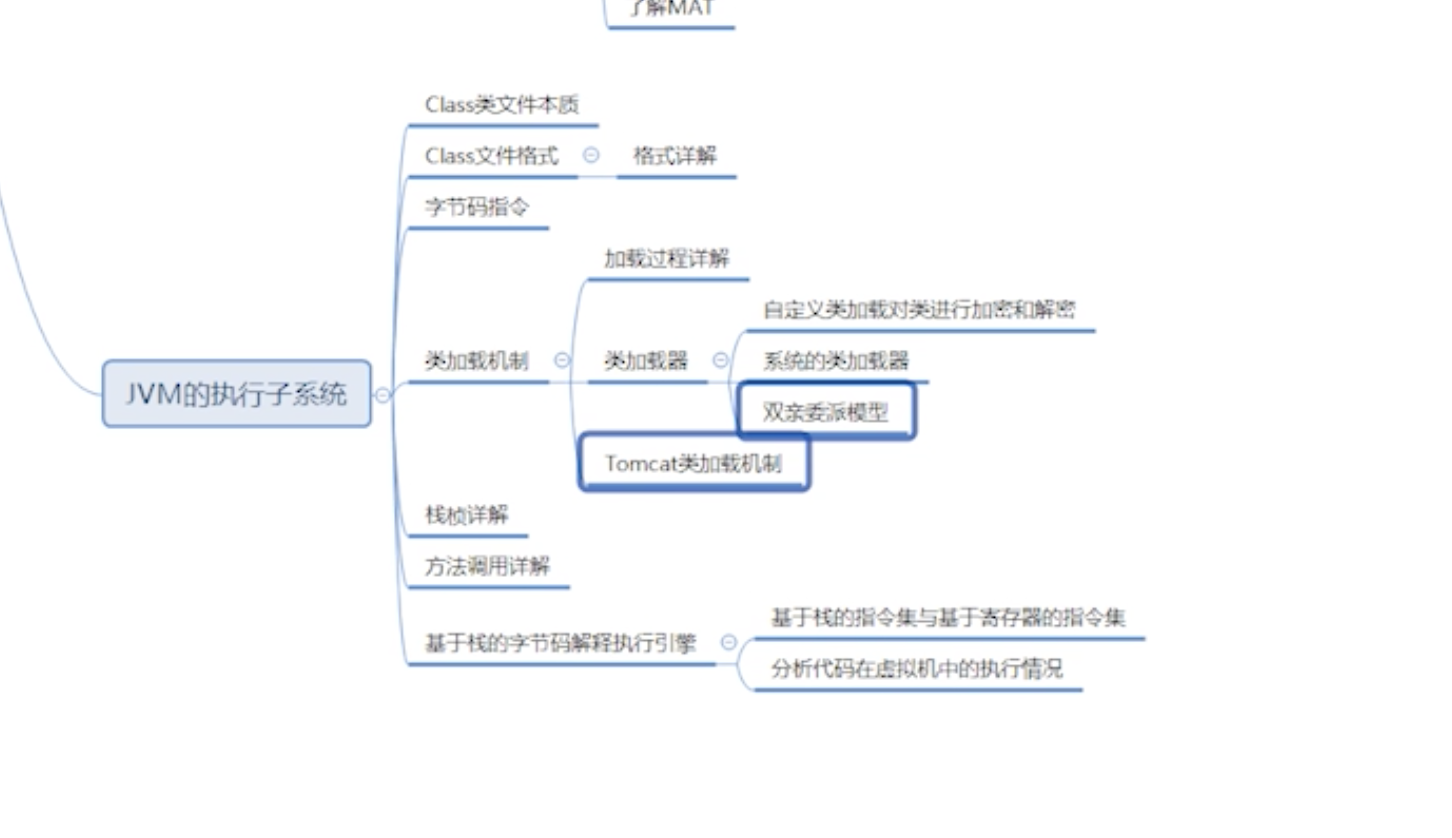 了解MAT
Class类文件本质
Class文件格式
格式详解
字节码指令
加载过程详解
自定义类加载对类进行加密和解密
类加载机制
类加载器
系统的类加载器
JVM的执行子系统
双亲委派模型
Tomcat类加载机制
栈桢详解
方法调用详解
基于栈的指令集与基于寄存器的指令集
基于栈的字节码解释执行引擎
分析代码在虚拟机中的执行情况